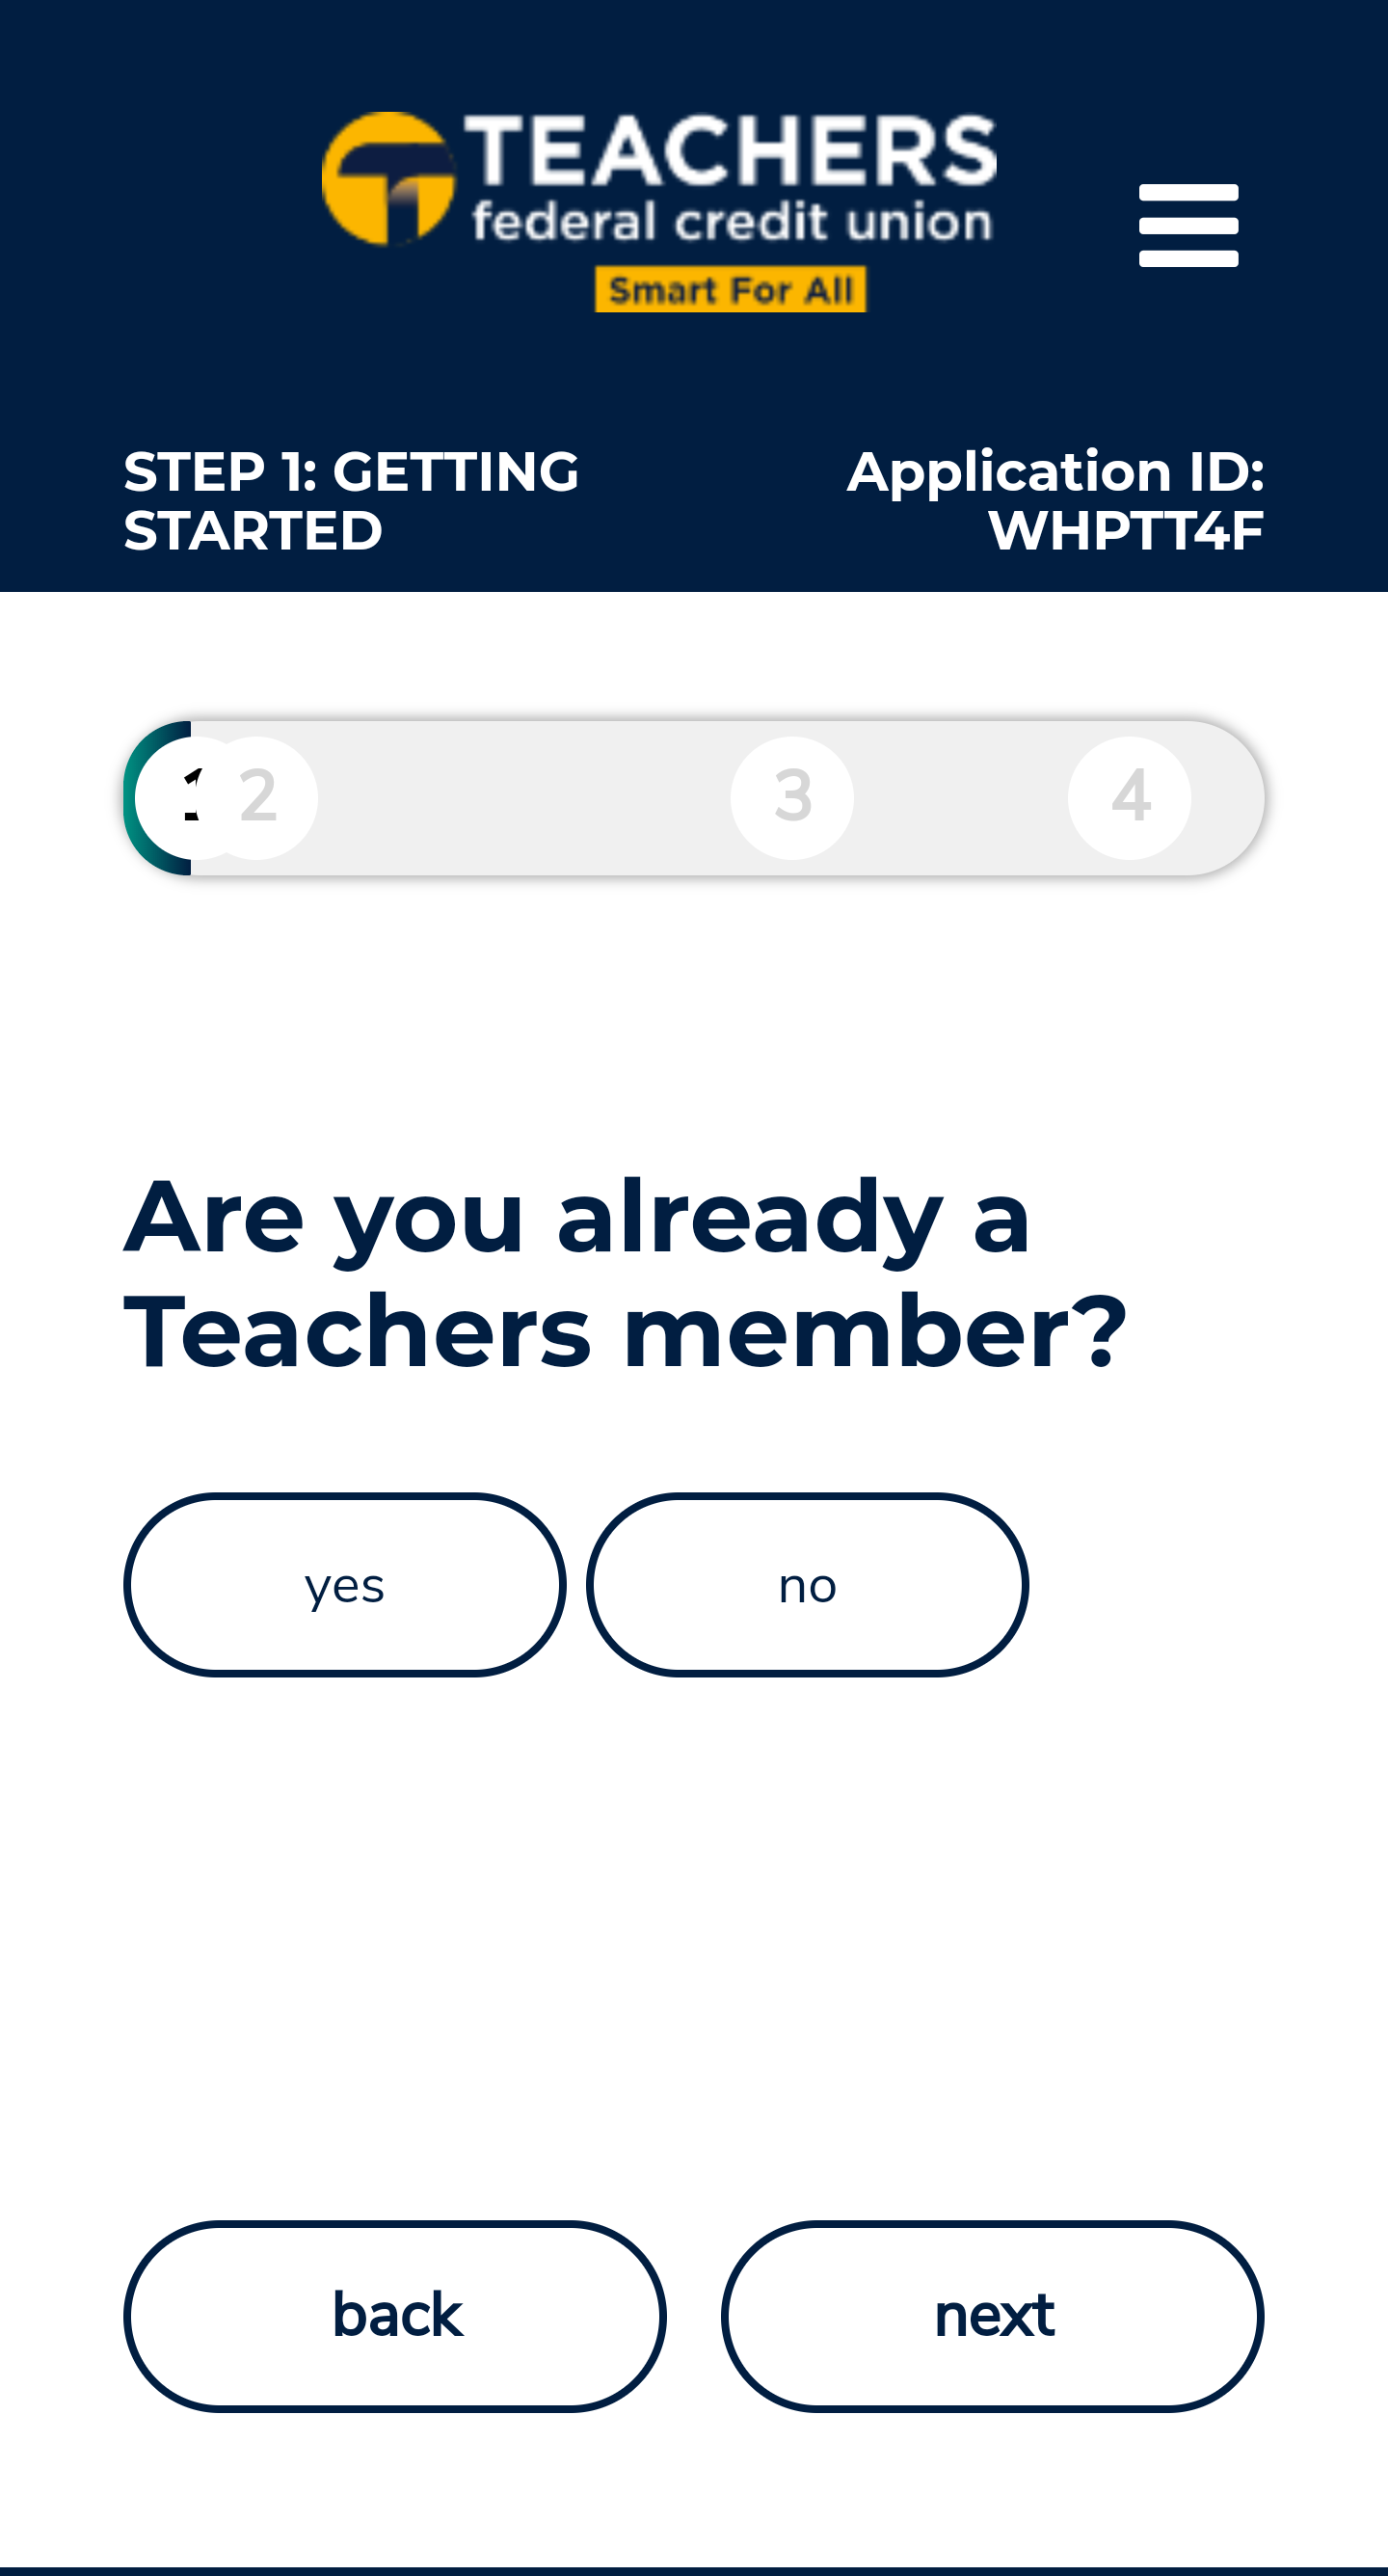 TEACHERS
federal credit union
Smart For All
STEP 1: GETTING
STARTED
Application ID:
WHPTT4F
1 2 3 4
Are you already a
Teachers member?
yes no
back next